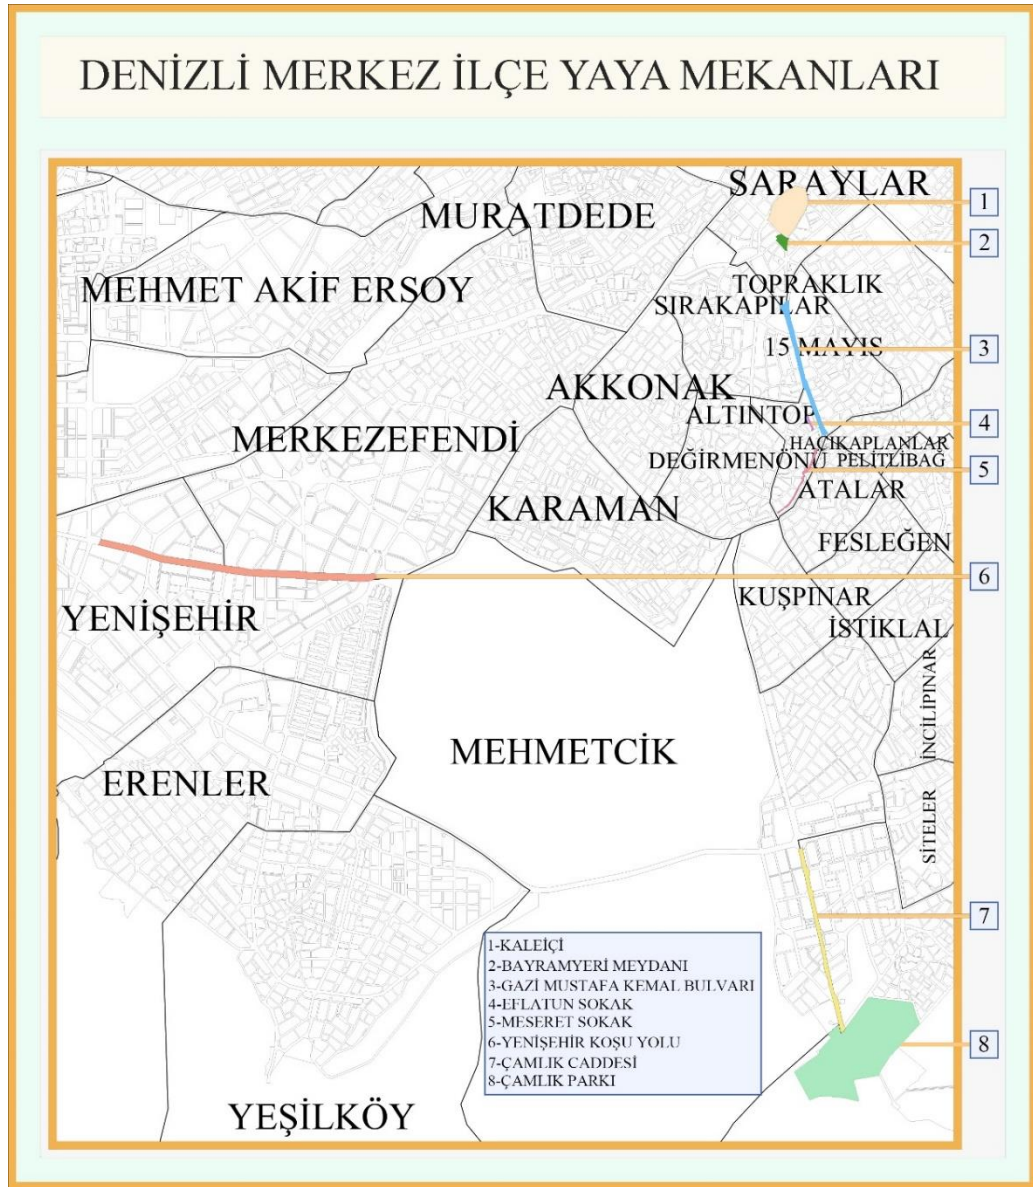 DENİZLİ MERKEZ İLÇE YAYA MEKANLARI
SARAYLAR
1
MURATDEDE
2
MEHMET AKİF ERSOY
TOPRAKLIK
SIRAKAPILAR
15 MAYIS
3
AKKONAK
ALTINTOP
4
MERKEZEFENDİ
HACIKAPLANLAR
DEĞİRMENÖNÜ
PELİTLİBAĞ
5
ATALAR
KARAMAN
FESLEĞEN
6
KUŞPINAR
YENİŞEHİR
İSTİKLAL
İNCİLİPINAR
MEHMETCİK
ERENLER
SİTELER
7
1-KALEİÇİ
2-BAYRAMYERİ MEYDANI
3-GAZİ MUSTAFA KEMAL BULVARI
4-EFLATUN SOKAK
5-MESERET SOKAK
6-YENİŞEHİR KOŞU YOLU
7-ÇAMLIK CADDESİ
8-ÇAMLIK PARKI
8
YEŞİLKÖY